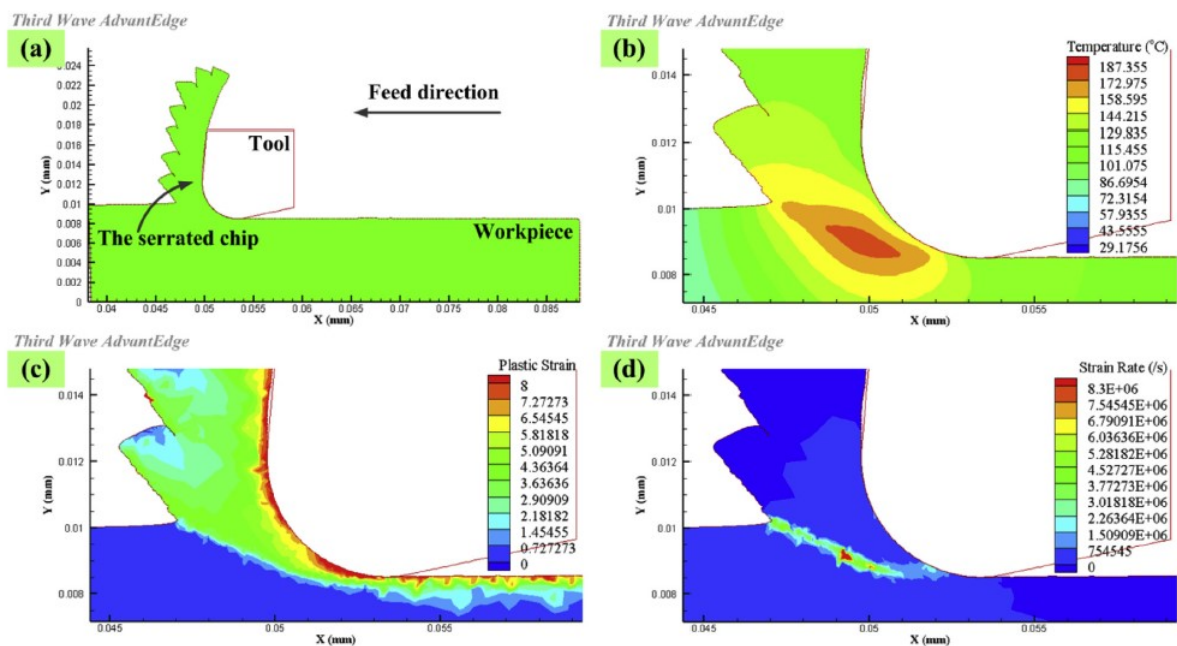 Third Wave AdvantEdge
(a)
0.024
0.022
0.02
0.018
0.016
0.014
0.012
0.01
0.008
0.006
0.004
0.002
0
Y (mm)
Feed direction
Tool
The serrated chip
Workpiece
0.04 0.045 0.05 0.055 0.06 0.065 0.07 0.075 0.08 0.085
X (mm)
Third Wave AdvantEdge
(b)
Temperature (°C)
187.355
172.975
158.595
144.215
129.835
115.455
101.075
86.6954
72.3154
57.9355
43.5555
29.1756
0.014
0.012
0.01
0.008
Y (mm)
0.045 0.05 0.055
X (mm)
Third Wave AdvantEdge
(c)
Plastic Strain
8
7.27273
6.54545
5.81818
5.09091
4.36364
3.63636
2.90909
2.18182
1.45455
0.727273
0
0.014
0.012
0.01
0.008
Y (mm)
0.045 0.05 0.055
X (mm)
Third Wave AdvantEdge
(d)
Strain Rate (/s)
8.3E+06
7.54545E+06
6.79091E+06
6.03636E+06
5.28182E+06
4.52727E+06
3.77273E+06
3.01818E+06
2.26364E+06
1.50909E+06
754545
0
0.014
0.012
0.01
0.008
Y (mm)
0.045 0.05 0.055
X (mm)